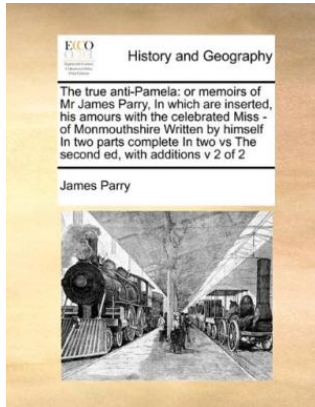 ECCO
History and Geography
The true anti-Pamela: or memoirs of
Mr James Parry, In which are inserted,
his amours with the celebrated Miss -
of Monmouthshire Written by himself
In two parts complete In two vs The
second ed, with additions v 2 of 2
James Parry